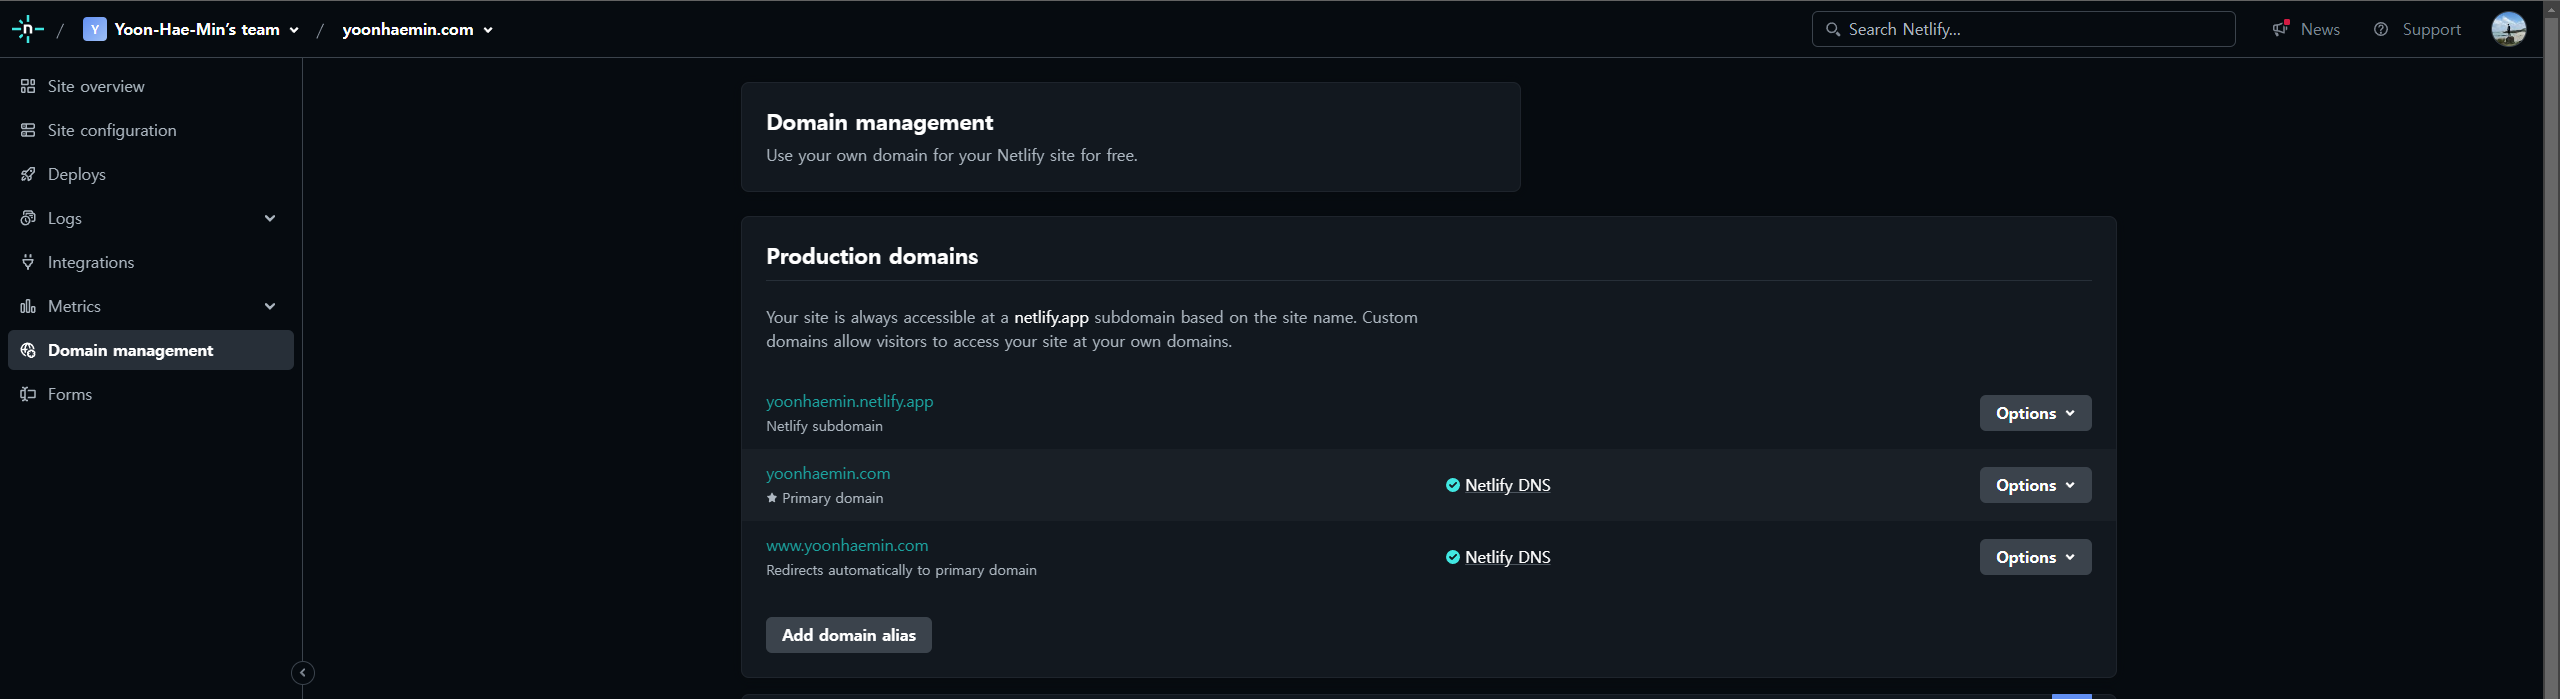 n / Y Yoon-Hae-Min's team / yoonhaemin.com Search Netlify... News Support
Site overview
Site configuration
Deploys
Logs
Integrations
Metrics
Domain management
Forms
Domain management
Use your own domain for your Netlify site for free.
Production domains
Your site is always accessible at a netlify.app subdomain based on the site name. Custom
domains allow visitors to access your site at your own domains.
yoonhaemin.netlify.app
Netlify subdomain
Options
yoonhaemin.com
Primary domain
Netlify DNS
Options
www.yoonhaemin.com
Redirects automatically to primary domain
Netlify DNS
Options
Add domain alias